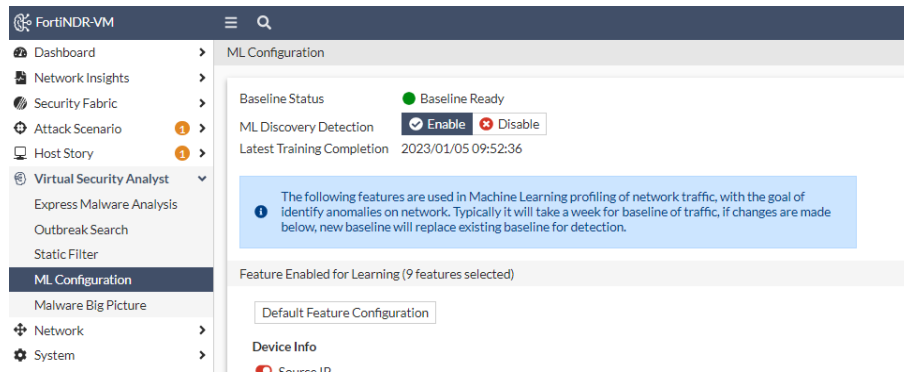 FortiNDR-VM
Dashboard
Network Insights
Security Fabric
Attack Scenario 1
Host Story 1
Virtual Security Analyst
Express Malware Analysis
Outbreak Search
Static Filter
ML Configuration
Malware Big Picture
Network
System
ML Configuration
Baseline Status Baseline Ready
ML Discovery Detection Enable Disable
Latest Training Completion 2023/01/05 09:52:36
The following features are used in Machine Learning profiling of network traffic, with the goal of
identify anomalies on network. Typically it will take a week for baseline of traffic, if changes are made
below, new baseline will replace existing baseline for detection.
Feature Enabled for Learning (9 features selected)
Default Feature Configuration
Device Info
Source IP